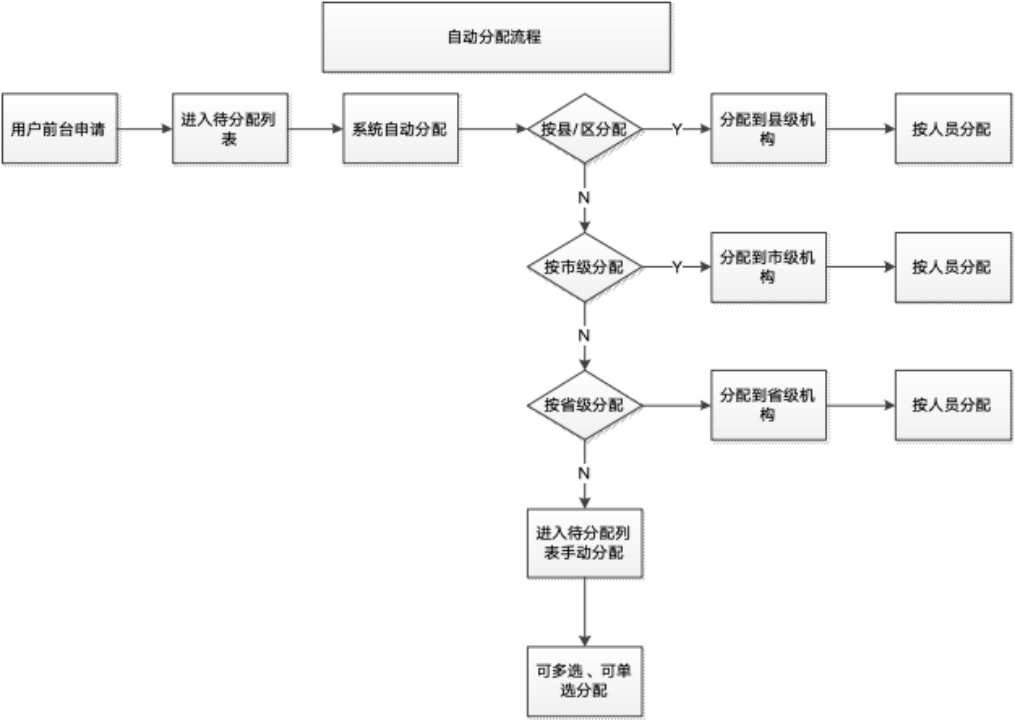 自动分配流程
用户前台申请
进入待分配列
表
系统自动分配
按县/区分配
Y
分配到县级机
构
按人员分配
N
按市级分配
Y
分配到市级机
构
按人员分配
N
按省级分配
分配到省级机
构
按人员分配
N
进入待分配列
表手动分配
可多选、可单
选分配